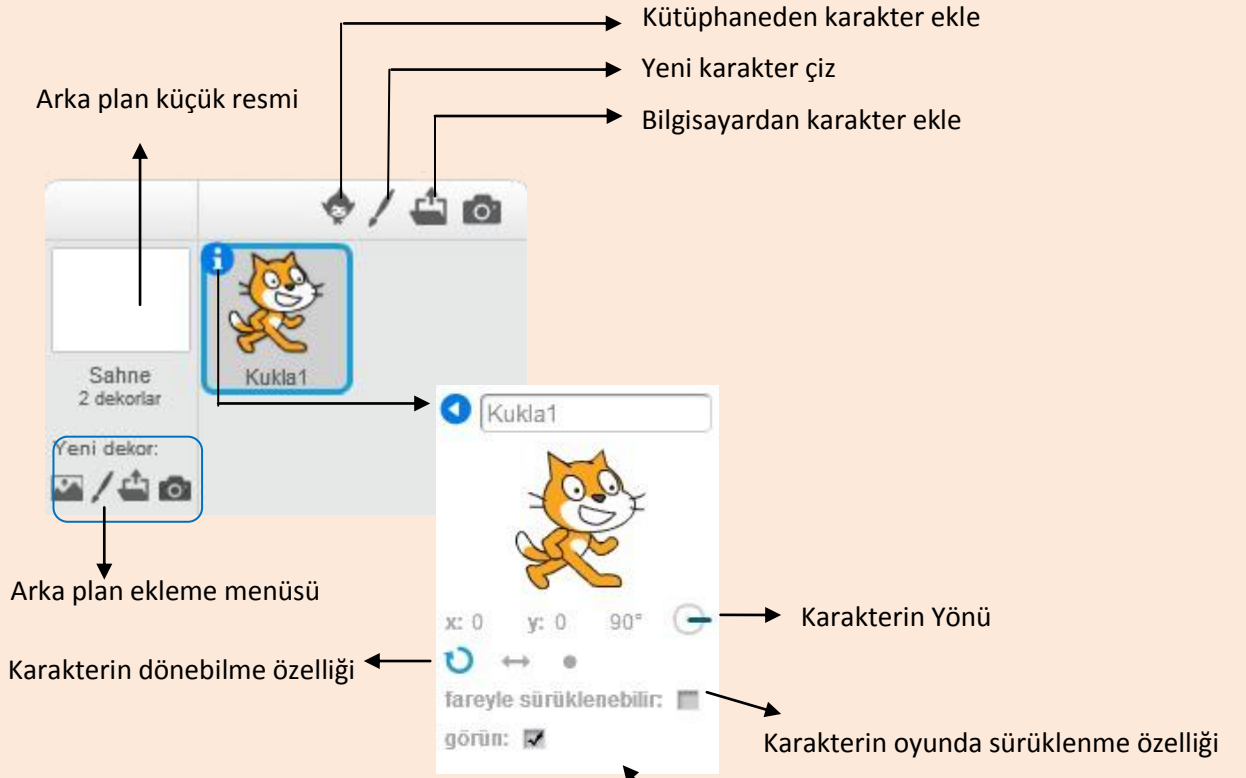 Kütüphaneden karakter ekle
Yeni karakter çiz
Arka plan küçük resmi
Bilgisayardan karakter ekle
Sahne
2 dekorlar
Kukla1
Yeni dekor:
Kukla1
Arka plan ekleme menüsü
x: 0 y: 0 90°
Karakterin Yönü
Karakterin dönebilme özelliği
fareyle sürüklenebilir:
görün:
Karakterin oyunda sürüklenme özelliği